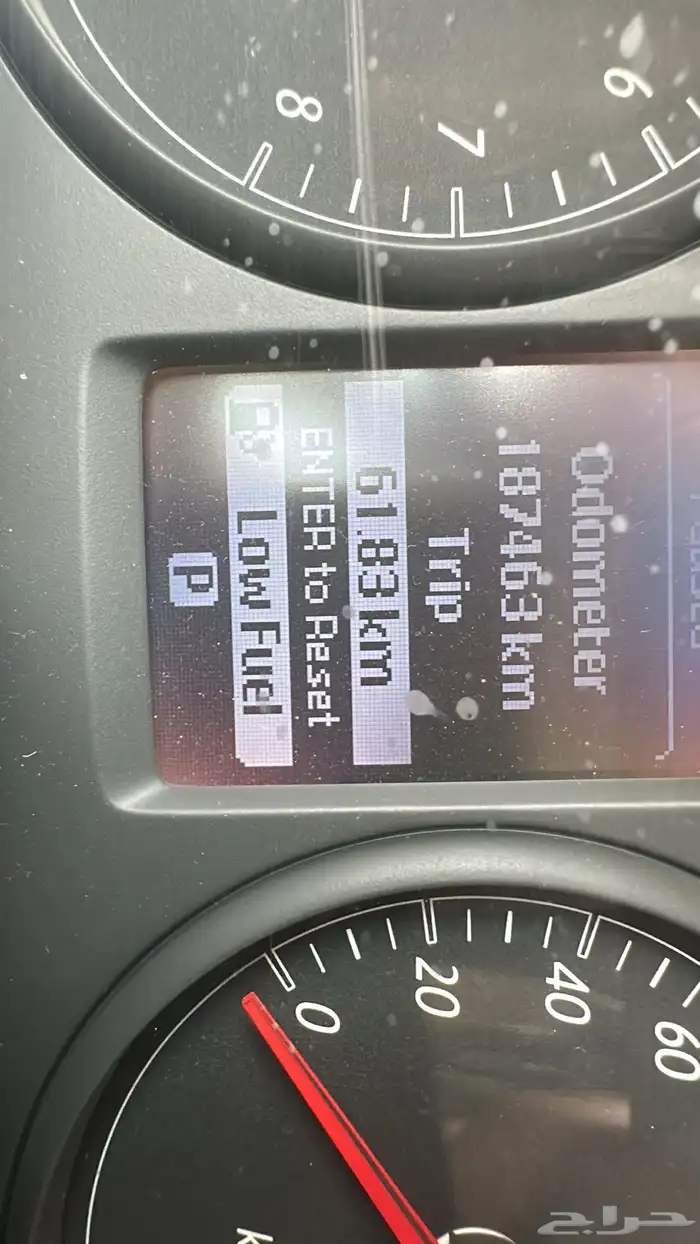 6
7
8
Odometer
187463 km
Trip
61.83 km
ENTER to Reset
Low Fuel
P
0
20
40
60
k
حراج